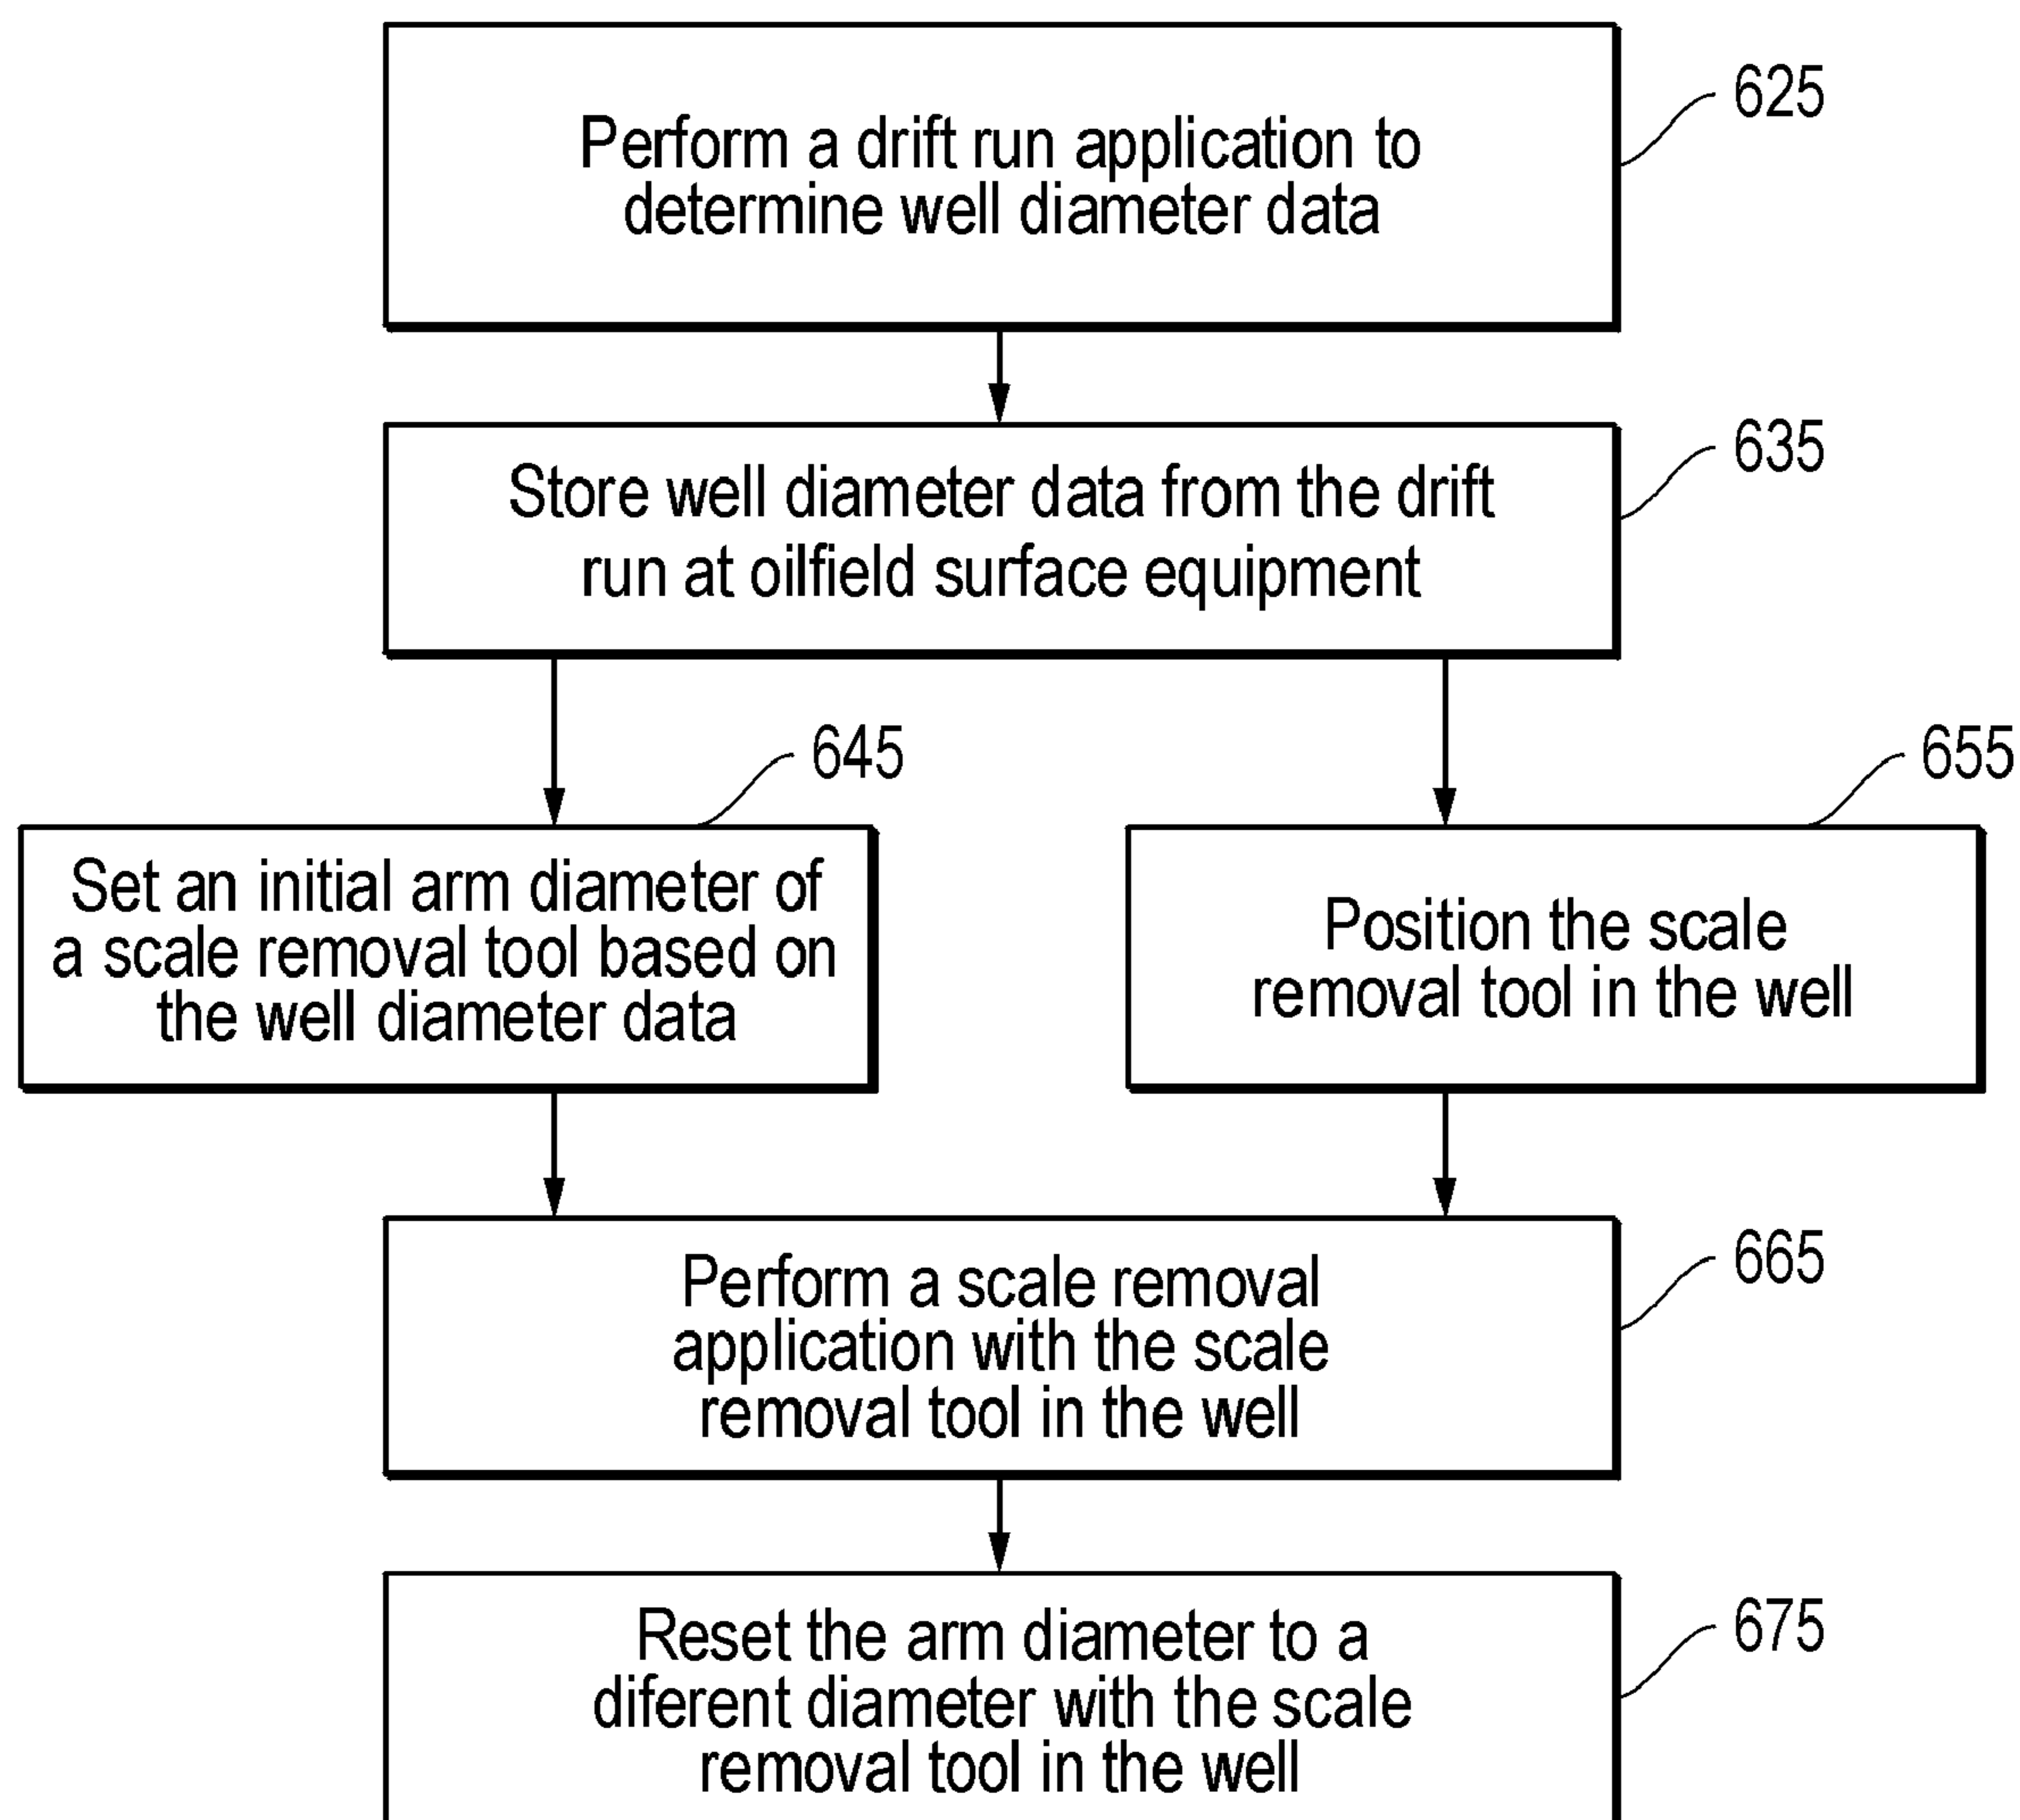 Perform a drift run application to
determine well diameter data
625
Store well diameter data from the drift
run at oilfield surface equipment
635
645
Set an initial arm diameter of
a scale removal tool based on
the well diameter data
655
Position the scale
removal tool in the well
Perform a scale removal
application with the scale
removal tool in the well
665
Reset the arm diameter to a
diferent diameter with the scale
removal tool in the well
675